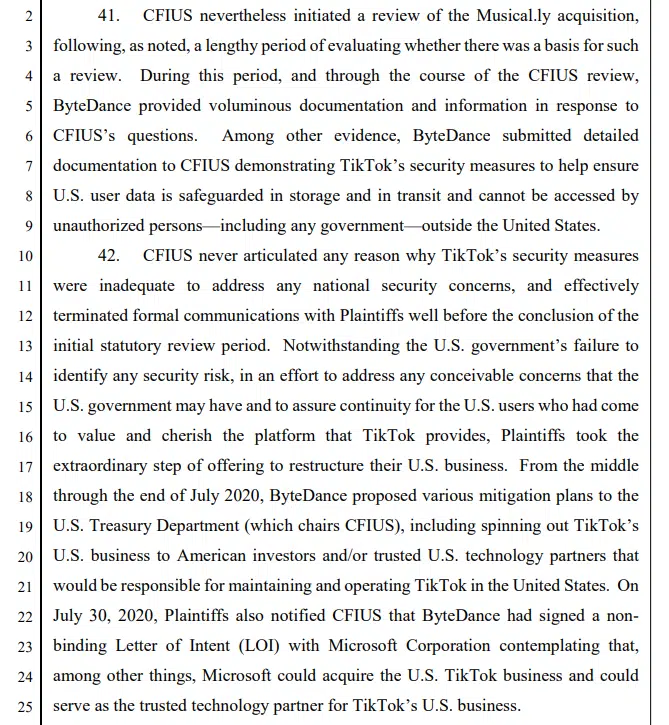 2 41. CFIUS nevertheless initiated a review of the Musical.ly acquisition,
3 following, as noted, a lengthy period of evaluating whether there was a basis for such
4 a review. During this period, and through the course of the CFIUS review,
5 ByteDance provided voluminous documentation and information in response to
6 CFIUS’s questions. Among other evidence, ByteDance submitted detailed
7 documentation to CFIUS demonstrating TikTok’s security measures to help ensure
8 U.S. user data is safeguarded in storage and in transit and cannot be accessed by
9 unauthorized persons—including any government—outside the United States.
10 42. CFIUS never articulated any reason why TikTok’s security measures
11 were inadequate to address any national security concerns, and effectively
12 terminated formal communications with Plaintiffs well before the conclusion of the
13 initial statutory review period. Notwithstanding the U.S. government’s failure to
14 identify any security risk, in an effort to address any conceivable concerns that the
15 U.S. government may have and to assure continuity for the U.S. users who had come
16 to value and cherish the platform that TikTok provides, Plaintiffs took the
17 extraordinary step of offering to restructure their U.S. business. From the middle
18 through the end of July 2020, ByteDance proposed various mitigation plans to the
19 U.S. Treasury Department (which chairs CFIUS), including spinning out TikTok’s
20 U.S. business to American investors and/or trusted U.S. technology partners that
21 would be responsible for maintaining and operating TikTok in the United States. On
22 July 30, 2020, Plaintiffs also notified CFIUS that ByteDance had signed a non-
23 binding Letter of Intent (LOI) with Microsoft Corporation contemplating that,
24 among other things, Microsoft could acquire the U.S. TikTok business and could
25 serve as the trusted technology partner for TikTok’s U.S. business.